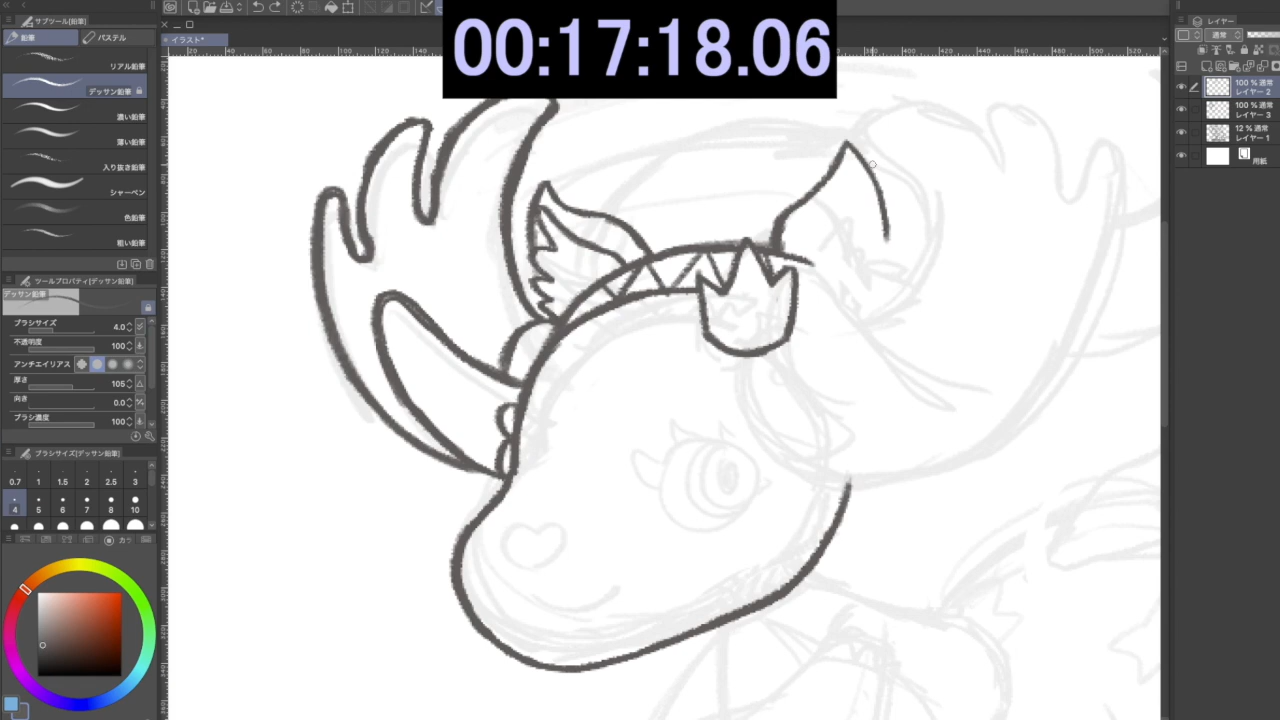 00:17:18.06
サブツール[鉛筆]
鉛筆
パステル
リアル鉛筆
デッサン鉛筆
濃い鉛筆
薄い鉛筆
入り抜き鉛筆
シャーペン
色鉛筆
粗い鉛筆
ツールプロパティ[デッサン鉛筆]
デッサン鉛筆
ブラシサイズ 4.0
不透明度 100
アンチエイリアス
厚さ 105
向き 0.0
ブラシ濃度 100
ブラシサイズ[デッサン鉛筆]
0.7 1 1.5 2 2.5 3
4 5 6 7 8 10
イラスト*
レイヤー
通常
100 % 通常
レイヤー 2
100 % 通常
レイヤー 3
12 % 通常
レイヤー 1
用紙